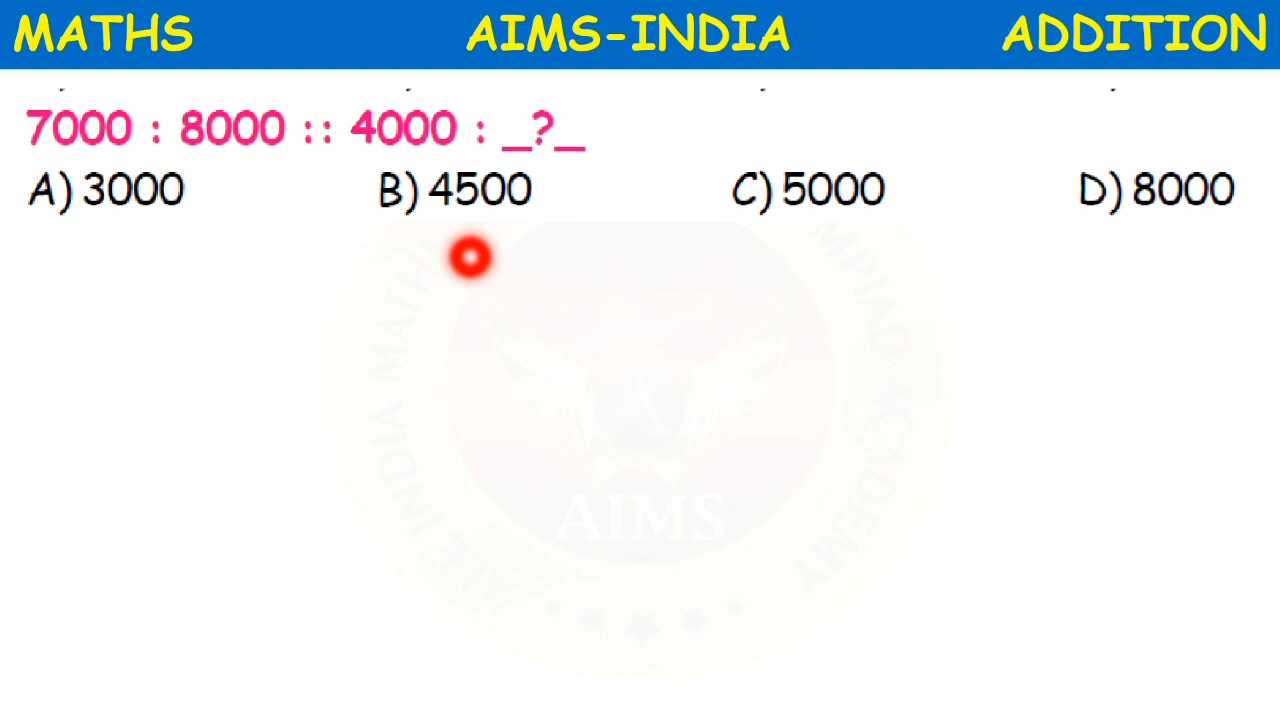 MATHS AIMS-INDIA ADDITION
7000 : 8000 :: 4000 : _?_
A) 3000 B) 4500 C) 5000 D) 8000
AIMS